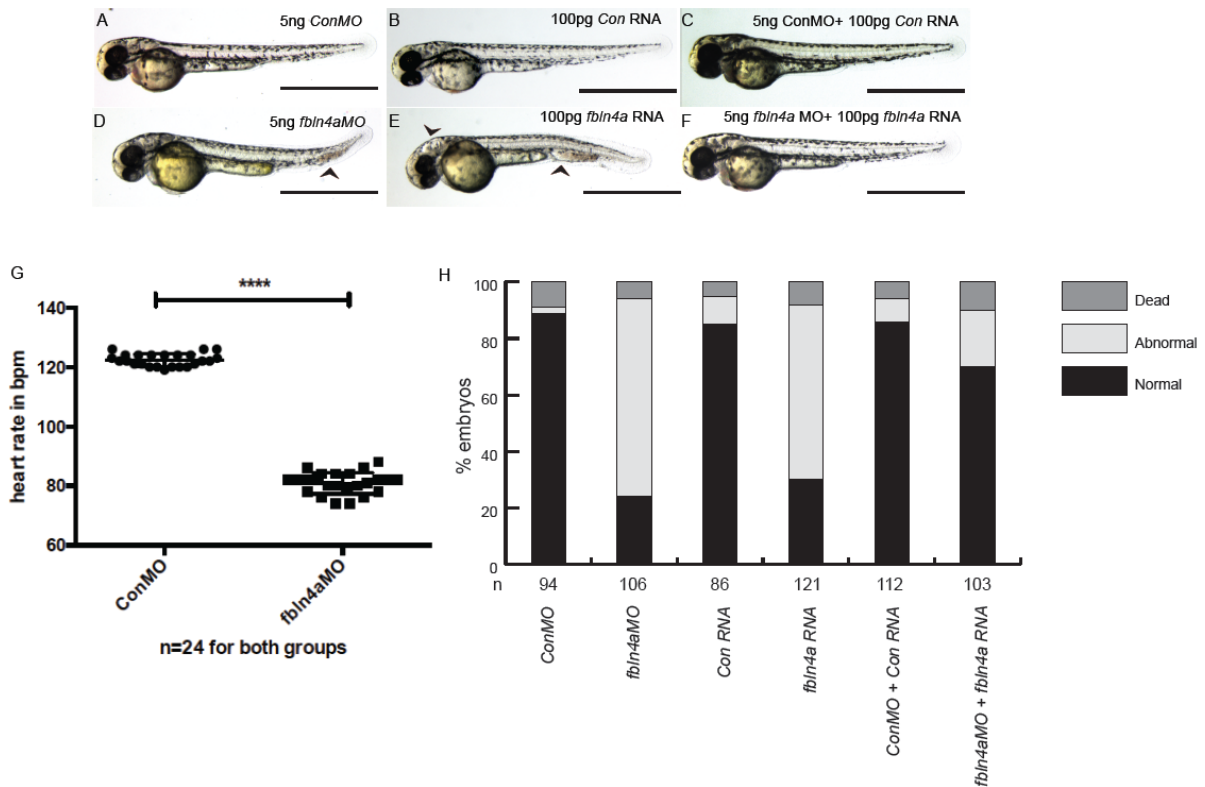 A
5ng ConMO
B
100pg Con RNA
C
5ng ConMO+ 100pg Con RNA
D
5ng fbln4aMO
E
100pg fbln4a RNA
F
5ng fbln4a MO+ 100pg fbln4a RNA
G
****
140
120
100
80
60
heart rate in bpm
ConMO
fbln4aMO
n=24 for both groups
H
100
80
60
40
20
0
% embryos
n
94
106
86
121
112
103
ConMO
fbln4aMO
Con RNA
fbln4a RNA
ConMO + Con RNA
fbln4aMO + fbln4a RNA
Dead
Abnormal
Normal